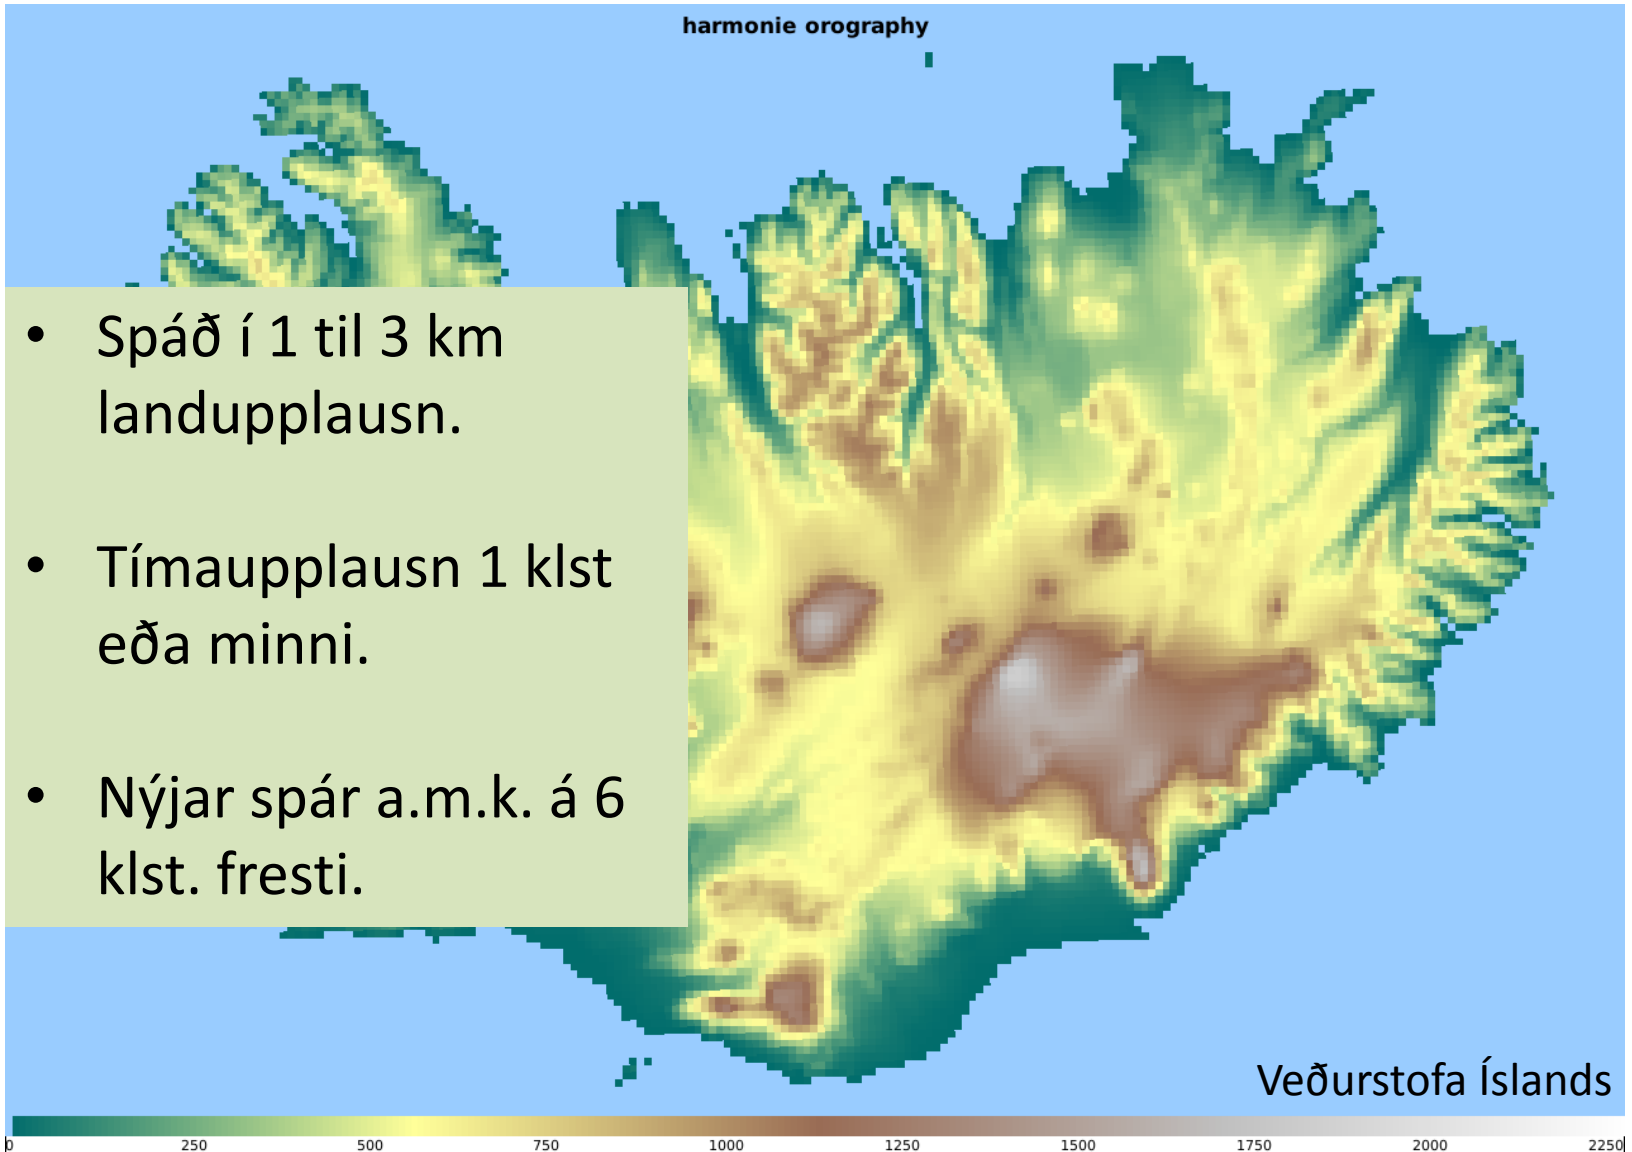 harmonie orography
• Spáð í 1 til 3 km
landupplausn.
• Tímaupplausn 1 klst
eða minni.
• Nýjar spár a.m.k. á 6
klst. fresti.
Veðurstofa Íslands
0 250 500 750 1000 1250 1500 1750 2000 2250